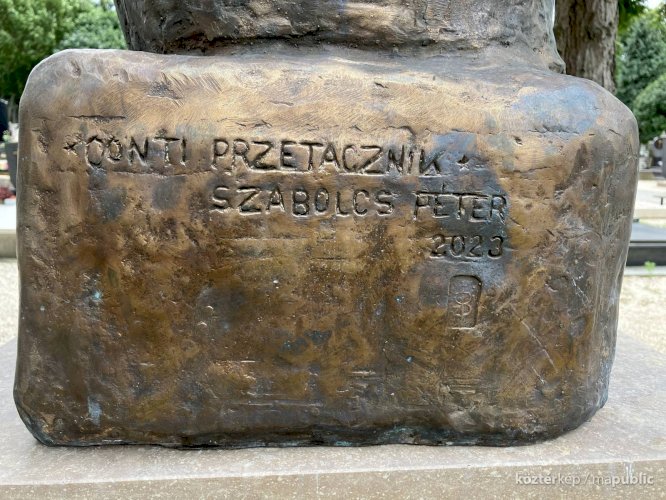 *CONTI PRZETACZNIK*
SZABOLCS PÉTER
2023
köztérkép / mapublic